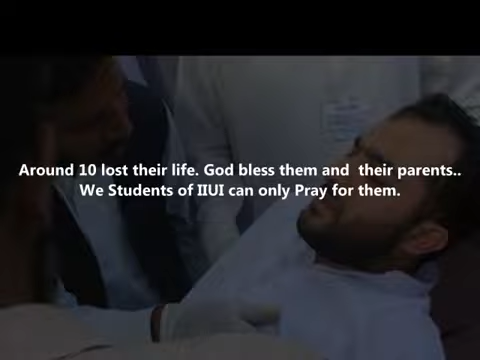 Around 10 lost their life. God bless them and  their parents..
We Students of IIUI can only Pray for them.